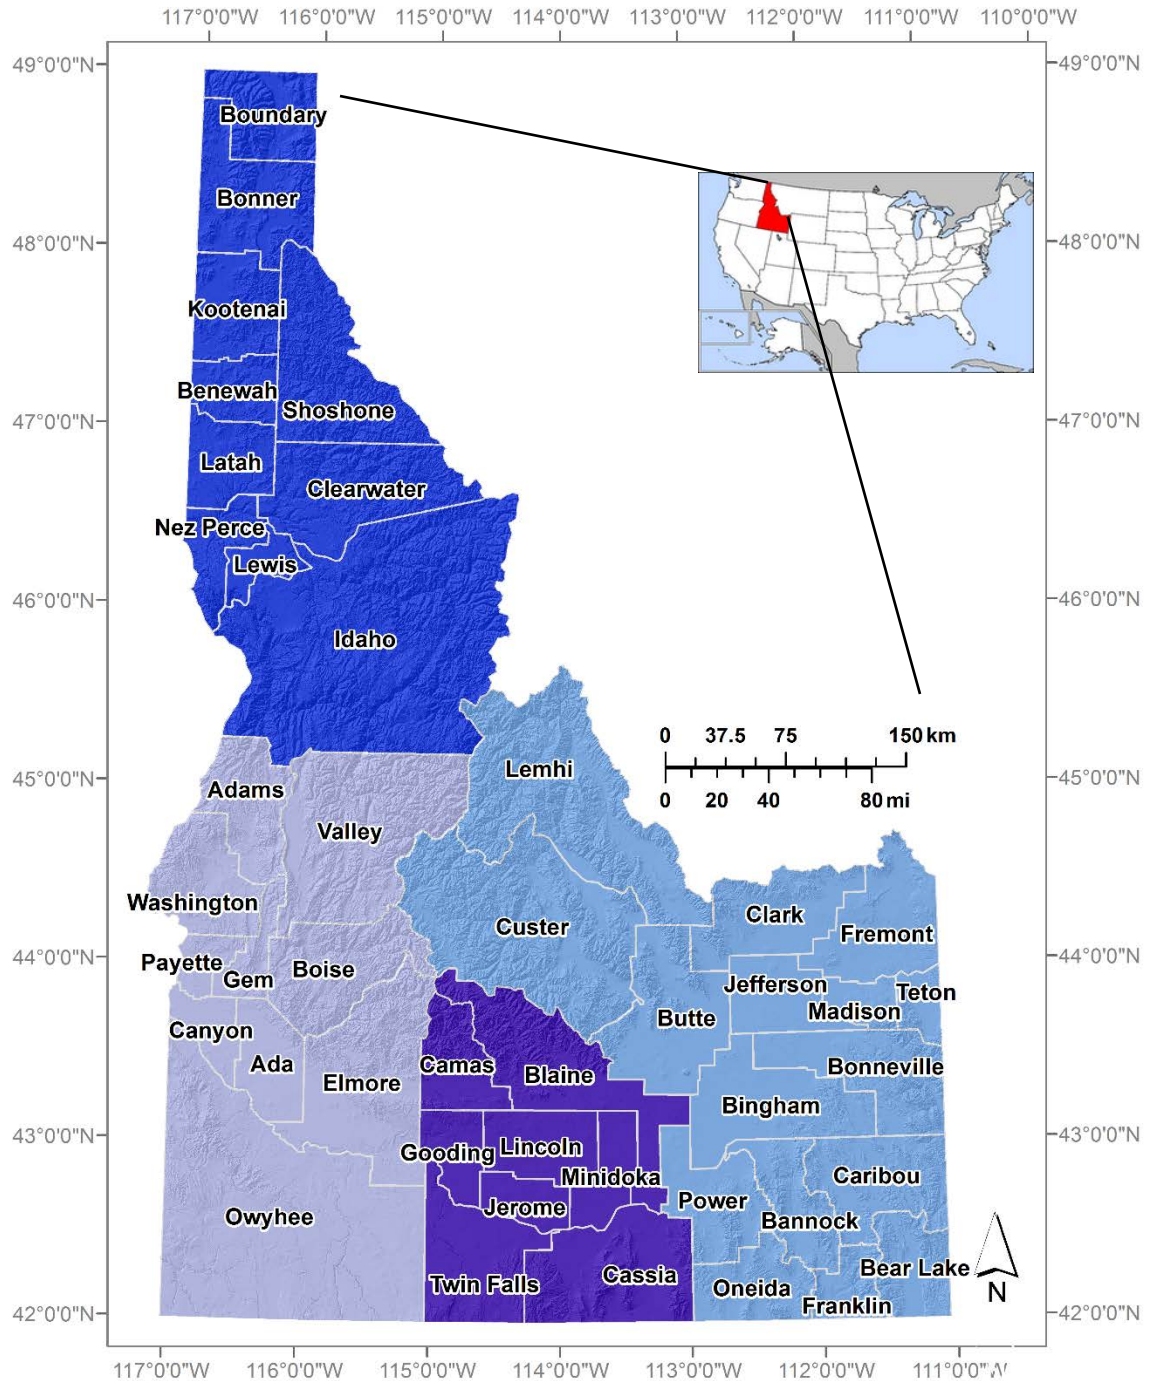 117°0'0"W 116°0'0"W 115°0'0"W 114°0'0"W 113°0'0"W 112°0'0"W 111°0'0"W 110°0'0"W
49°0'0"N 49°0'0"N
Boundary
Bonner
48°0'0"N 48°0'0"N
Kootenai
Benewah
Shoshone
47°0'0"N 47°0'0"N
Latah
Clearwater
Nez Perce
Lewis
46°0'0"N 46°0'0"N
Idaho
0 37.5 75 150 km
0 20 40 80 mi
Lemhi
45°0'0"N 45°0'0"N
Adams
Valley
Washington
Custer
Clark
Fremont
44°0'0"N 44°0'0"N
Payette
Gem
Boise
Jefferson
Teton
Madison
Butte
Canyon
Ada
Elmore
Camas
Blaine
Bonneville
Bingham
43°0'0"N 43°0'0"N
Gooding
Lincoln
Minidoka
Caribou
Power
Jerome
Owyhee
Bannock
Bear Lake
Twin Falls
Cassia
Oneida
Franklin
N
42°0'0"N 42°0'0"N
117°0'0"W 116°0'0"W 115°0'0"W 114°0'0"W 113°0'0"W 112°0'0"W 111°0'0"W